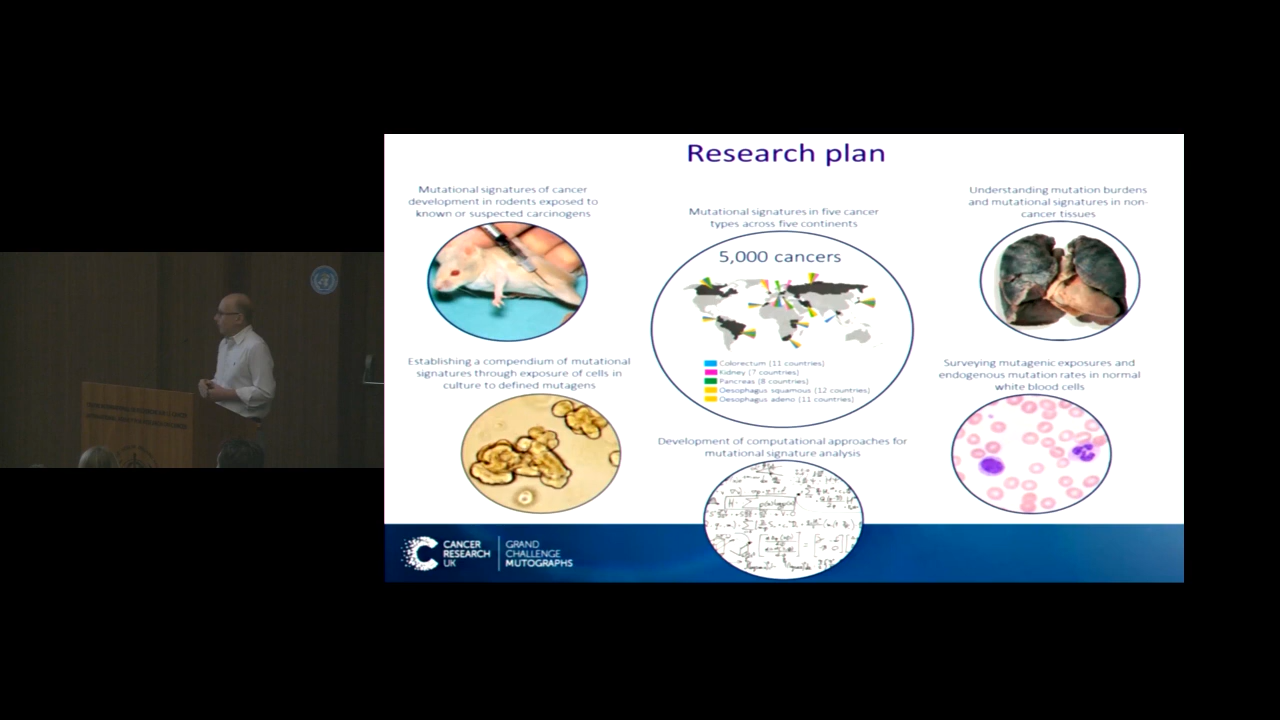 Research plan
Mutational signatures of cancer
development in rodents exposed to
known or suspected carcinogens
Mutational signatures in five cancer
types across five continents
Understanding mutation burdens
and mutational signatures in non-
cancer tissues
5,000 cancers
Colorectum (11 countries)
Kidney (7 countries)
Pancreas (8 countries)
Oesophagus squamous (12 countries)
Oesophagus adeno (11 countries)
Establishing a compendium of mutational
signatures through exposure of cells in
culture to defined mutagens
Surveying mutagenic exposures and
endogenous mutation rates in normal
white blood cells
Development of computational approaches for
mutational signature analysis
CANCER
RESEARCH
UK
GRAND
CHALLENGE
MUTOGRAPHS